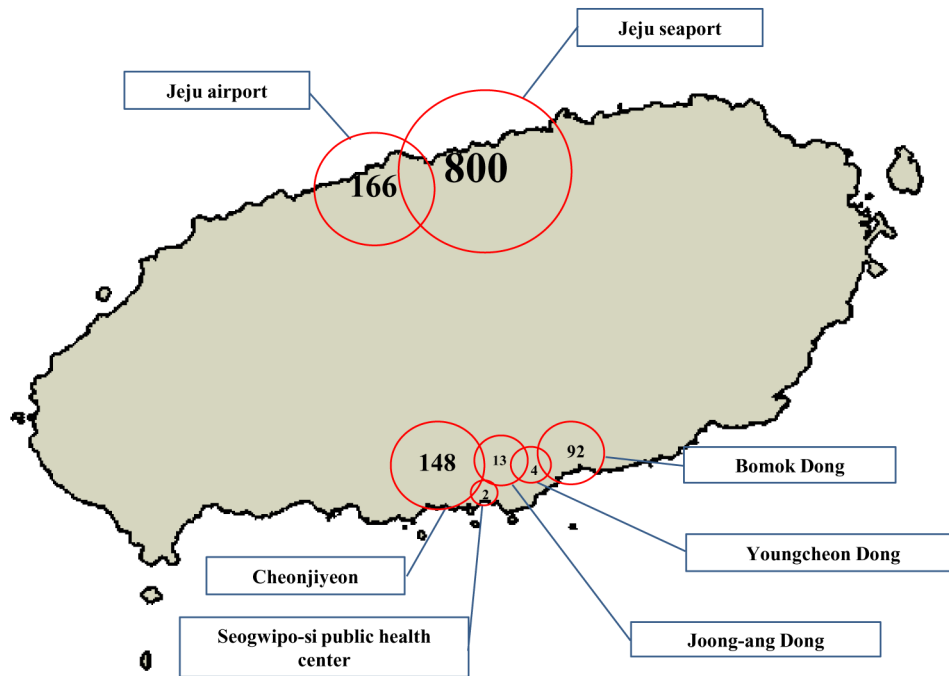 Jeju seaport
Jeju airport
800
166
148
13
4
92
2
Bomok Dong
Youngcheon Dong
Cheonjiyeon
Seogwipo-si public health
center
Joong-ang Dong